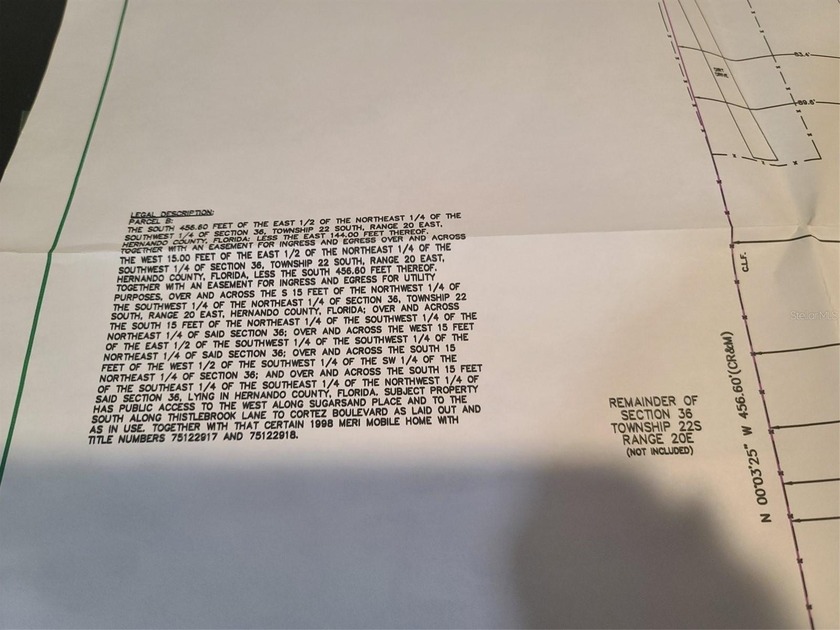 LEGAL DESCRIPTION:
PARCEL B:
THE SOUTH 456.60 FEET OF THE EAST 1/2 OF THE NORTHEAST 1/4 OF THE
SOUTHWEST 1/4 OF SECTION 36, TOWNSHIP 22 SOUTH, RANGE 20 EAST,
HERNANDO COUNTY, FLORIDA; LESS THE EAST 144.00 FEET THEREOF.
TOGETHER WITH AN EASEMENT FOR INGRESS AND EGRESS OVER AND ACROSS
THE WEST 15.00 FEET OF THE EAST 1/2 OF THE NORTHEAST 1/4 OF THE
SOUTHWEST 1/4 OF SECTION 36, TOWNSHIP 22 SOUTH, RANGE 20 EAST,
HERNANDO COUNTY, FLORIDA, LESS THE SOUTH 456.60 FEET THEREOF.
TOGETHER WITH AN EASEMENT FOR INGRESS AND EGRESS FOR UTILITY
PURPOSES, OVER AND ACROSS THE S 15 FEET OF THE NORTHWEST 1/4 OF
THE SOUTHWEST 1/4 OF THE NORTHEAST 1/4 OF SECTION 36, TOWNSHIP 22
SOUTH, RANGE 20 EAST, HERNANDO COUNTY, FLORIDA; OVER AND ACROSS
THE SOUTH 15 FEET OF THE NORTHEAST 1/4 OF THE SOUTHWEST 1/4 OF THE
NORTHEAST 1/4 OF SAID SECTION 36; OVER AND ACROSS THE WEST 15 FEET
OF THE EAST 1/2 OF THE SOUTHWEST 1/4 OF THE SOUTHWEST 1/4 OF THE
NORTHEAST 1/4 OF SAID SECTION 36; OVER AND ACROSS THE SOUTH 15
FEET OF THE WEST 1/2 OF THE SOUTHWEST 1/4 OF THE SW 1/4 OF THE
NORTHEAST 1/4 OF SECTION 36; AND OVER AND ACROSS THE SOUTH 15 FEET
OF THE SOUTHEAST 1/4 OF THE SOUTHEAST 1/4 OF THE NORTHWEST 1/4 OF
SAID SECTION 36, LYING IN HERNANDO COUNTY, FLORIDA. SUBJECT PROPERTY
HAS PUBLIC ACCESS TO THE WEST ALONG SUGARSAND PLACE AND TO THE
SOUTH ALONG THISTLEBROOK LANE TO CORTEZ BOULEVARD AS LAID OUT AND
AS IN USE. TOGETHER WITH THAT CERTAIN 1998 MERI MOBILE HOME WITH
TITLE NUMBERS 75122917 AND 75122918.
REMAINDER OF
SECTION 36
TOWNSHIP 22S
RANGE 20E
(NOT INCLUDED)
N 00°03'25" W 456.60'(CR&M)
CLF.
63.4'
69.8'